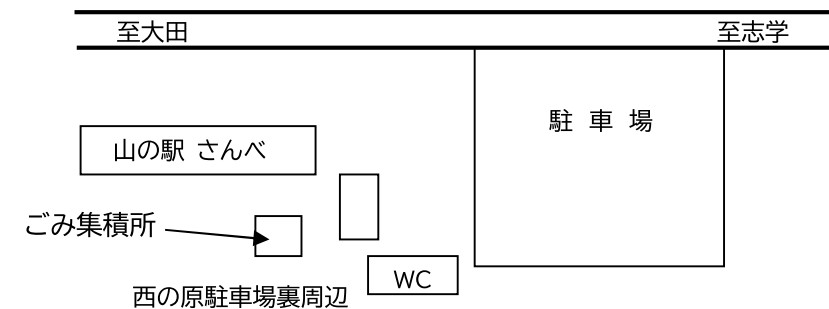 至大田
至志学
駐 車 場
山の駅 さんべ
ごみ集積所
WC
西の原駐車場裏周辺